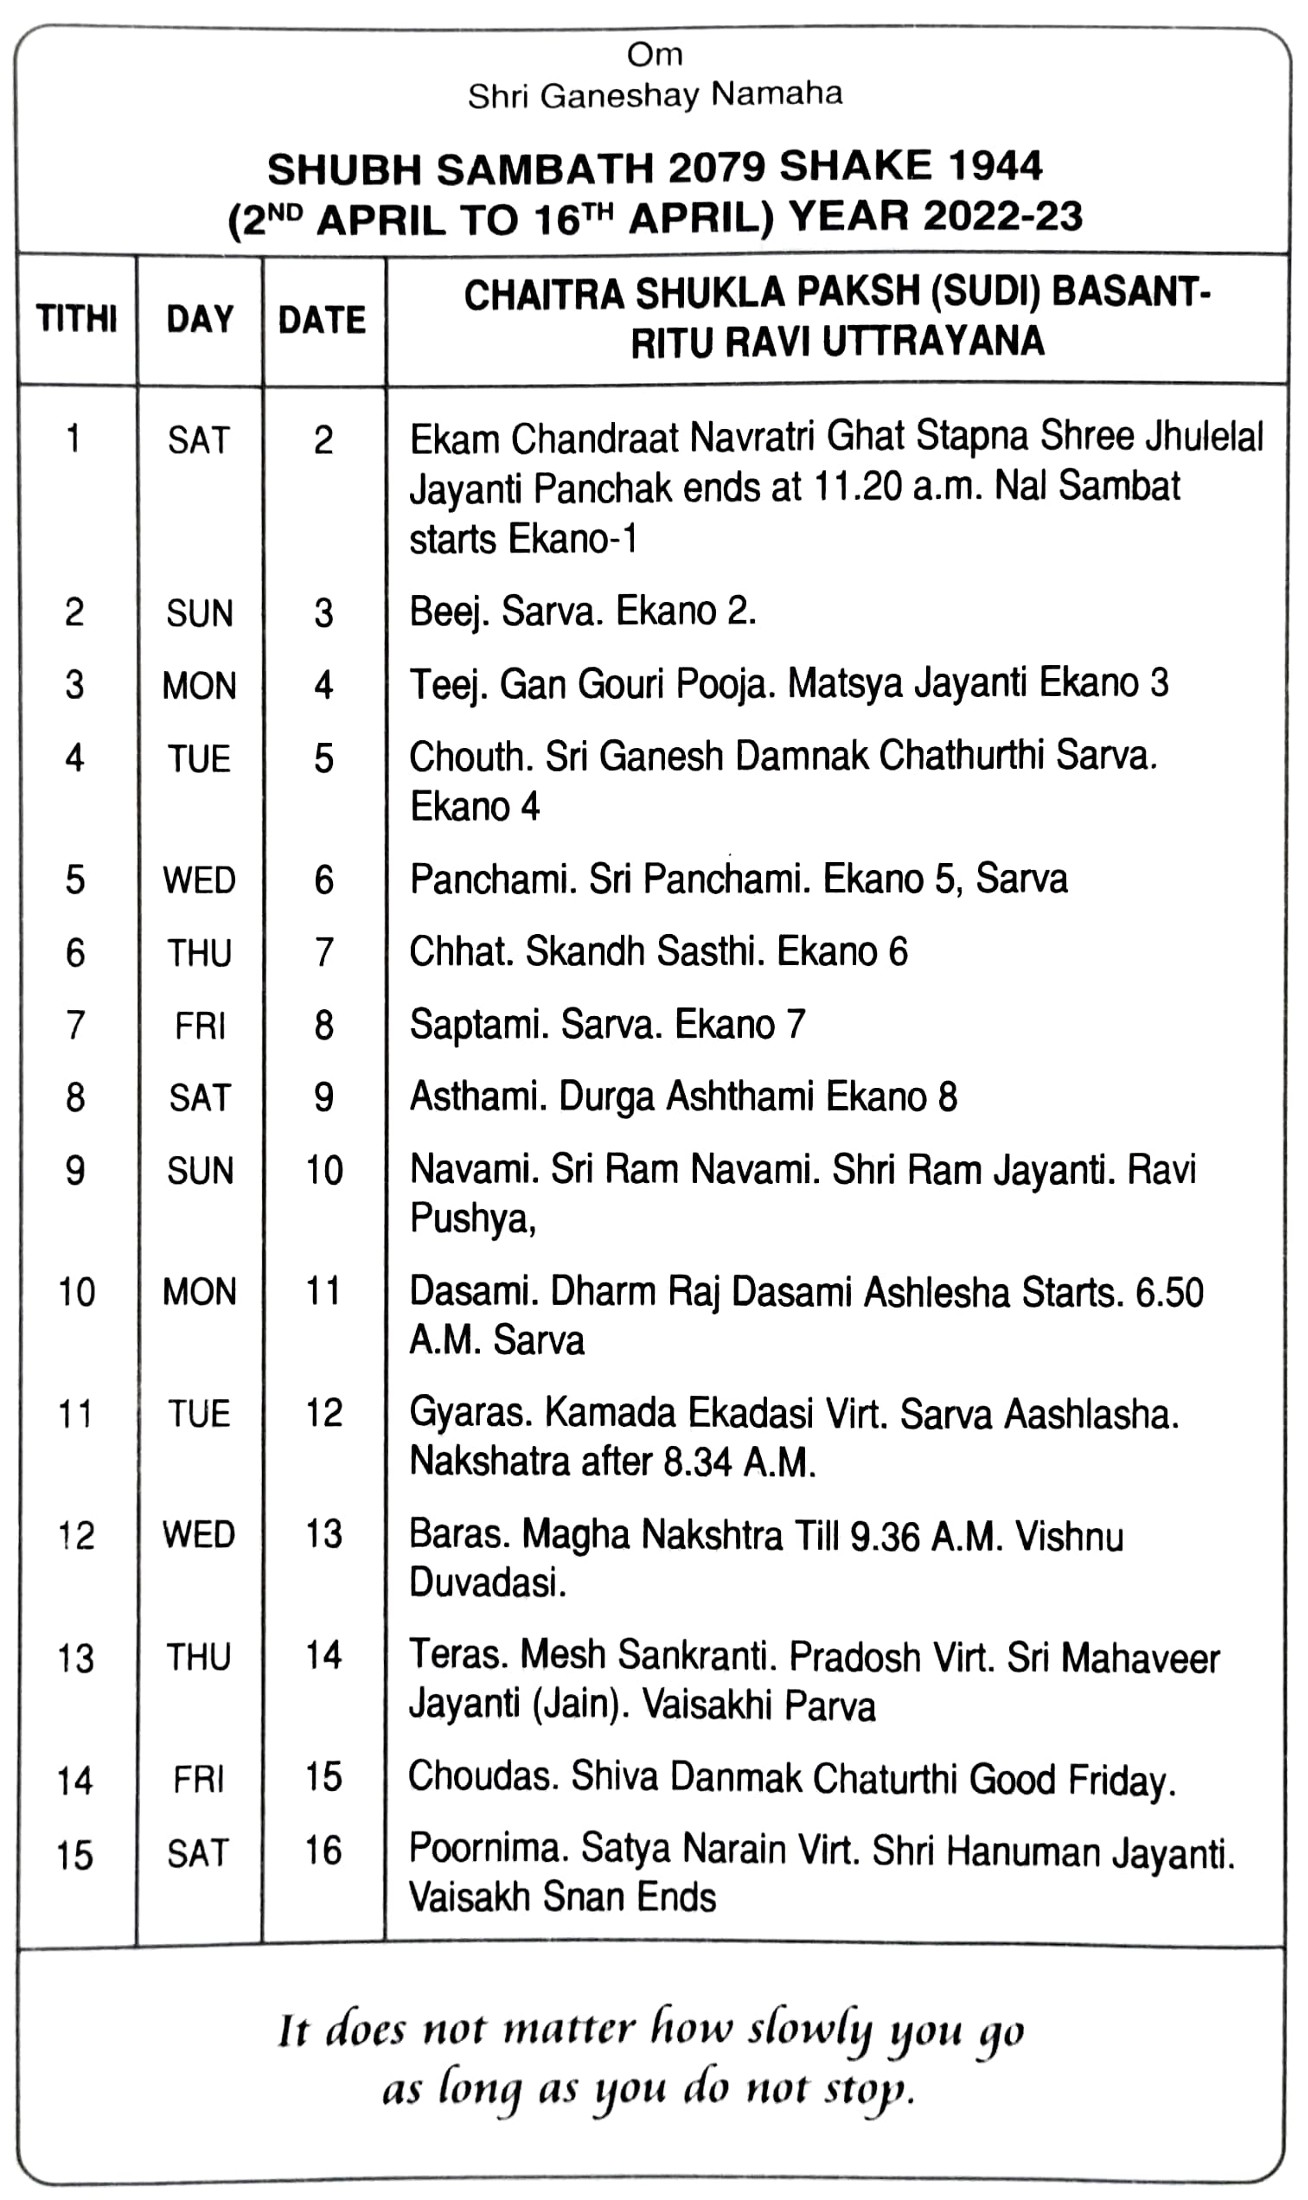 Om
Shri Ganeshay Namaha
SHUBH SAMBATH 2079 SHAKE 1944
(2ND APRIL TO 16TH APRIL) YEAR 2022-23
TITHI DAY DATE CHAITRA SHUKLA PAKSH (SUDI) BASANT-
RITU RAVI UTTRAYANA
1 SAT 2 Ekam Chandraat Navratri Ghat Stapna Shree Jhulelal
Jayanti Panchak ends at 11.20 a.m. Nal Sambat
starts Ekano-1
2 SUN 3 Beej. Sarva. Ekano 2.
3 MON 4 Teej. Gan Gouri Pooja. Matsya Jayanti Ekano 3
4 TUE 5 Chouth. Sri Ganesh Damnak Chathurthi Sarva.
Ekano 4
5 WED 6 Panchami. Sri Panchami. Ekano 5, Sarva
6 THU 7 Chhat. Skandh Sasthi. Ekano 6
7 FRI 8 Saptami. Sarva. Ekano 7
8 SAT 9 Asthami. Durga Ashthami Ekano 8
9 SUN 10 Navami. Sri Ram Navami. Shri Ram Jayanti. Ravi
Pushya,
10 MON 11 Dasami. Dharm Raj Dasami Ashlesha Starts. 6.50
A.M. Sarva
11 TUE 12 Gyaras. Kamada Ekadasi Virt. Sarva Aashlasha.
Nakshatra after 8.34 A.M.
12 WED 13 Baras. Magha Nakshtra Till 9.36 A.M. Vishnu
Duvadasi.
13 THU 14 Teras. Mesh Sankranti. Pradosh Virt. Sri Mahaveer
Jayanti (Jain). Vaisakhi Parva
14 FRI 15 Choudas. Shiva Danmak Chaturthi Good Friday.
15 SAT 16 Poornima. Satya Narain Virt. Shri Hanuman Jayanti.
Vaisakh Snan Ends
It does not matter how slowly you go
as long as you do not stop.